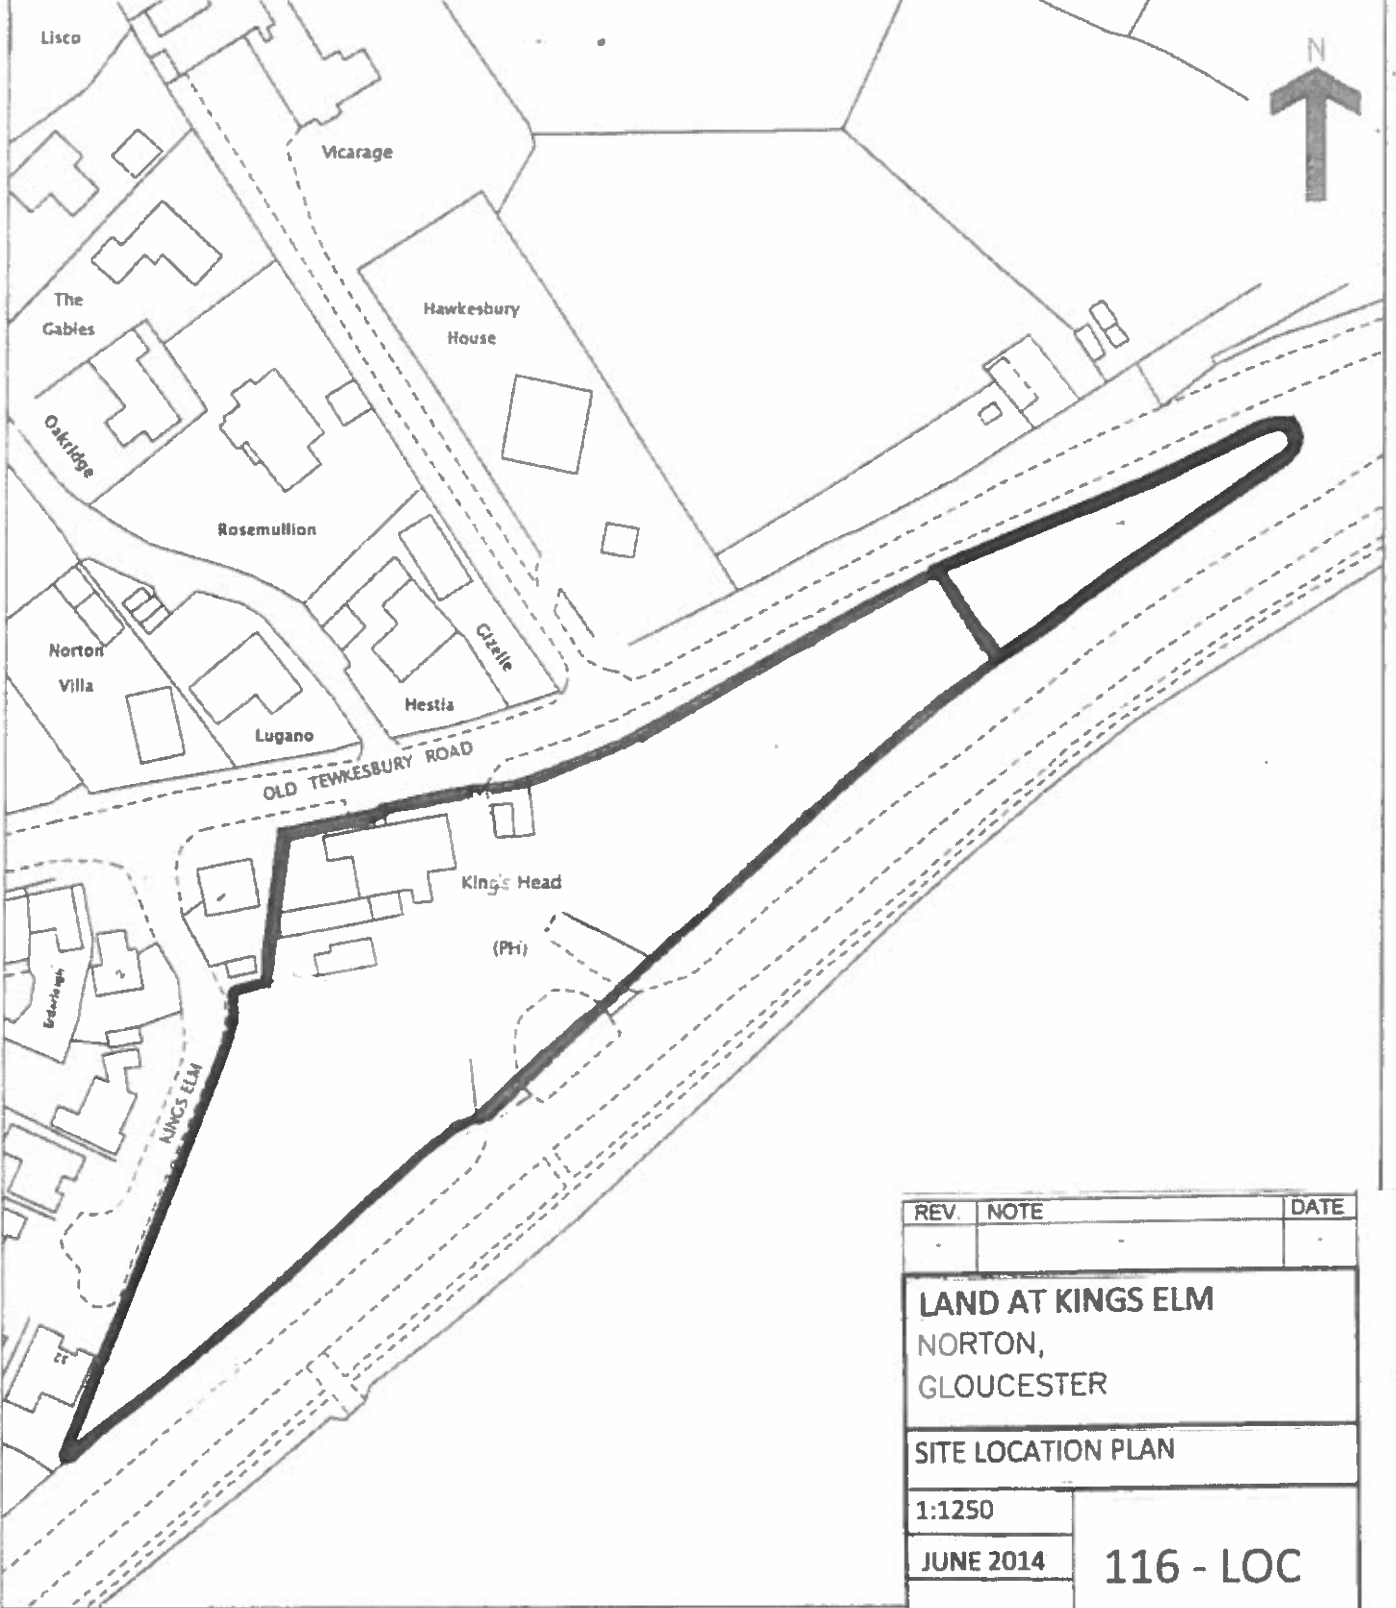 Lisco
N
Vicarage
The
Gables
Hawkesbury
House
Oakridge
Rosemullion
Gizelle
Norton
Villa
Hestia
Lugano
OLD TEWKESBURY ROAD
King's Head
(PH)
KINGS ELM
REV. NOTE DATE
- - -
LAND AT KINGS ELM
NORTON,
GLOUCESTER
SITE LOCATION PLAN
1:1250
JUNE 2014
116 - LOC